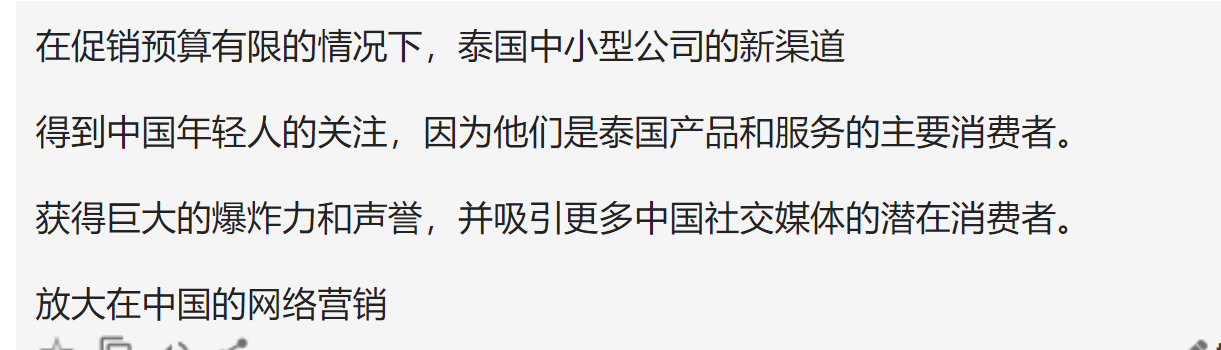 在促销预算有限的情况下，泰国中小型公司的新渠道
得到中国年轻人的关注，因为他们是泰国产品和服务的主要消费者。
获得巨大的爆炸力和声誉，并吸引更多中国社交媒体的潜在消费者。
放大在中国的网络营销